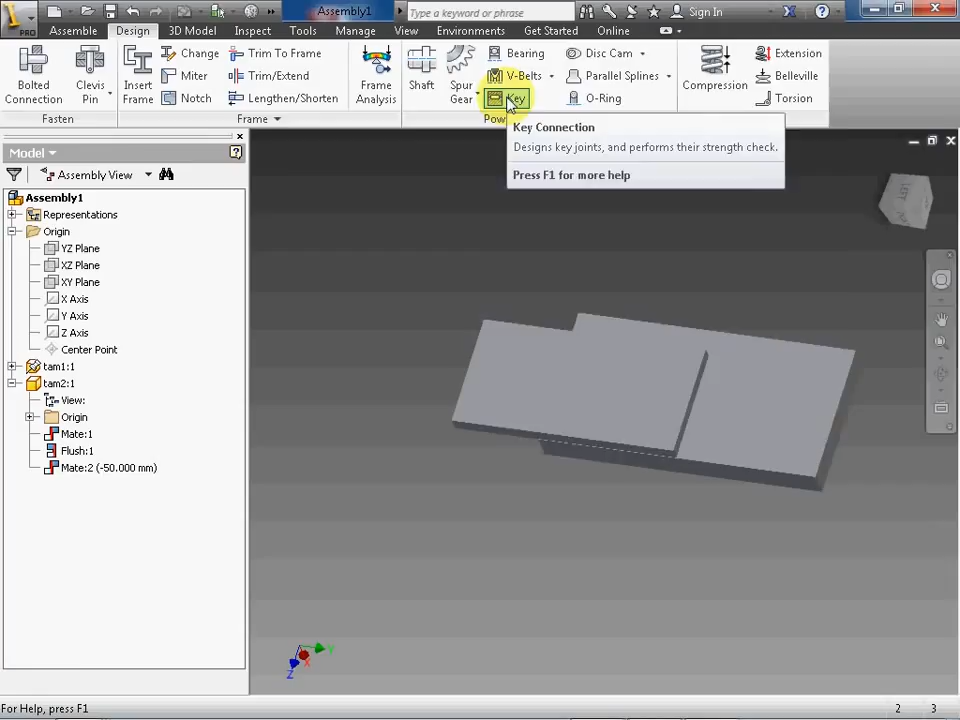 PRO
Assembly1
Type a keyword or phrase
Sign In
Assembly
Design
3D Model
Inspect
Tools
Manage
View
Environments
Get Started
Online
Bolted Connection
Clevis Pin
Insert Frame
Change
Miter
Notch
Trim To Frame
Trim/Extend
Lengthen/Shorten
Frame Analysis
Shaft
Spur Gear
Bearing
V-Belts
Key
Disc Cam
Parallel Splines
O-Ring
Compression
Extension
Belleville
Torsion
Fasten
Frame
Pow
Key Connection
Designs key joints, and performs their strength check.
Press F1 for more help
Model
Assembly View
Assembly1
Representations
Origin
YZ Plane
XZ Plane
XY Plane
X Axis
Y Axis
Z Axis
Center Point
tam1:1
tam2:1
View:
Origin
Mate:1
Flush:1
Mate:2 (-50.000 mm)
LEFT
Y
X
Z
For Help, press F1
2
3